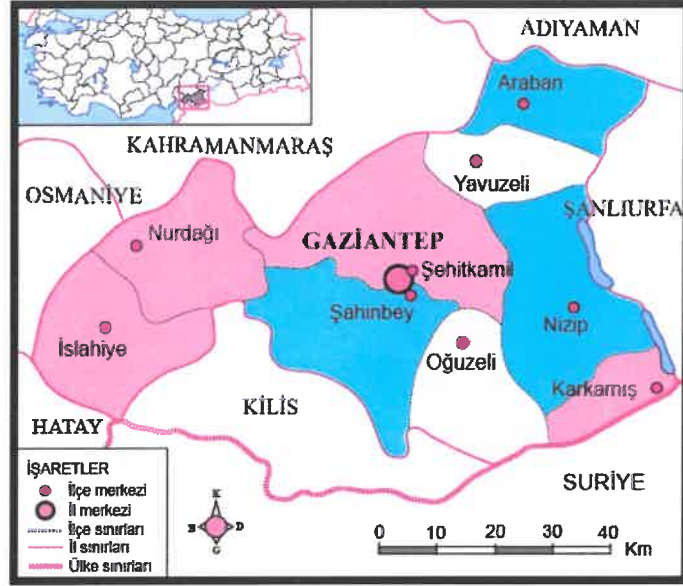 ADIYAMAN
Araban
KAHRAMANMARAŞ
Yavuzeli
OSMANİYE
ŞANLIURFA
Nurdağı
GAZİANTEP
Şehitkamil
Şahinbey
Nizip
İslahiye
Oğuzeli
Karkamış
KİLİS
HATAY
SURİYE
İŞARETLER
İlçe merkezi
İl merkezi
İlçe sınırları
İl sınırları
Ülke sınırları
K
B D
G
0 10 20 30 40
Km